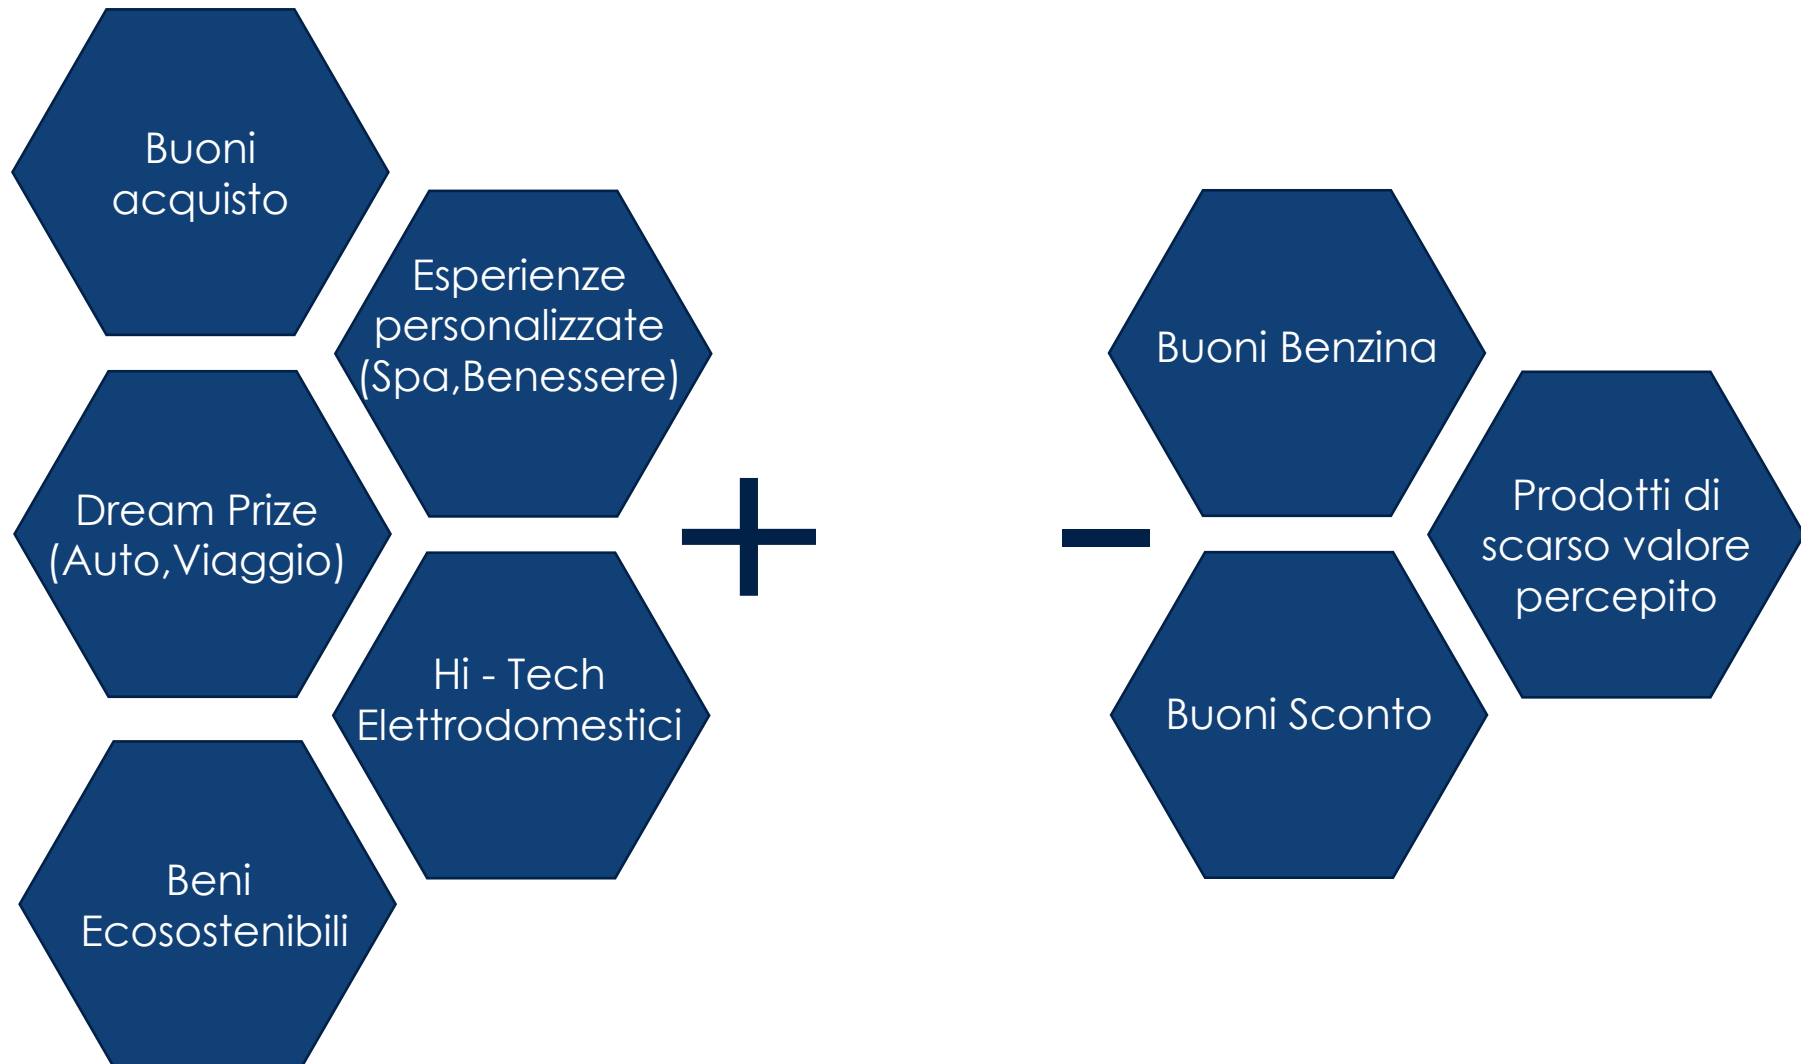 Buoni
acquisto
Esperienze
personalizzate
(Spa,Benessere)
Dream Prize
(Auto,Viaggio)
Hi - Tech
Elettrodomestici
Beni
Ecosostenibili
+
−
Buoni Benzina
Prodotti di
scarso valore
percepito
Buoni Sconto